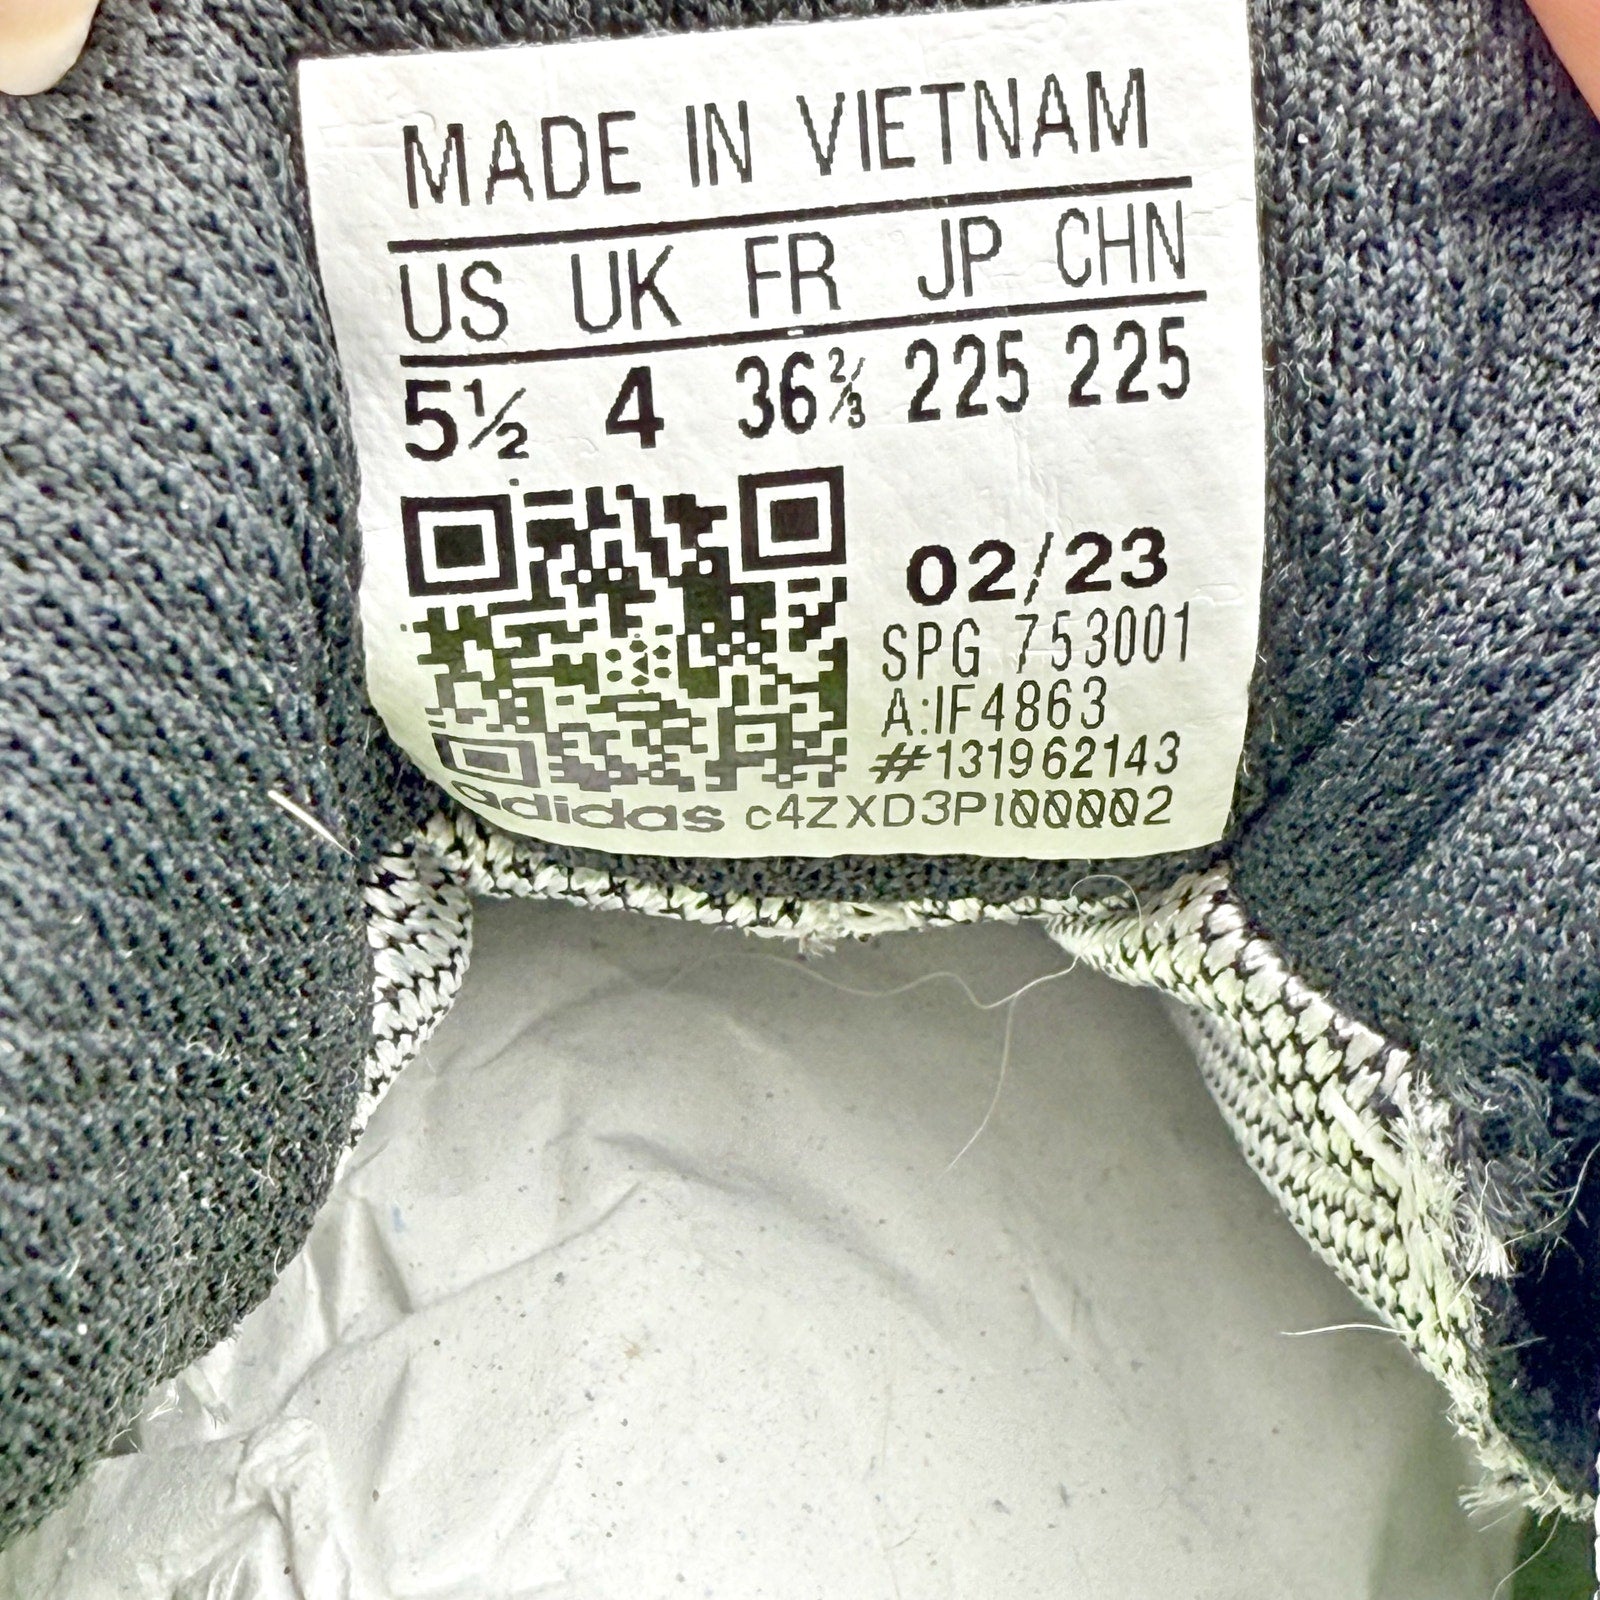 MADE IN VIETNAM
US UK FR JP CHN
5½ 4 36⅔ 225 225
02/23
SPG 753001
A:IF4863
#131962143
adidas c4ZXD3PI00002